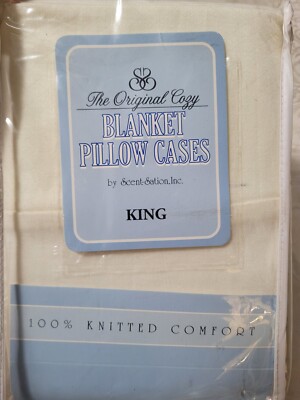 SS
The Original Cozy
BLANKET
PILLOW CASES
by Scent-Sation, Inc.
KING
100% KNITTED COMFORT